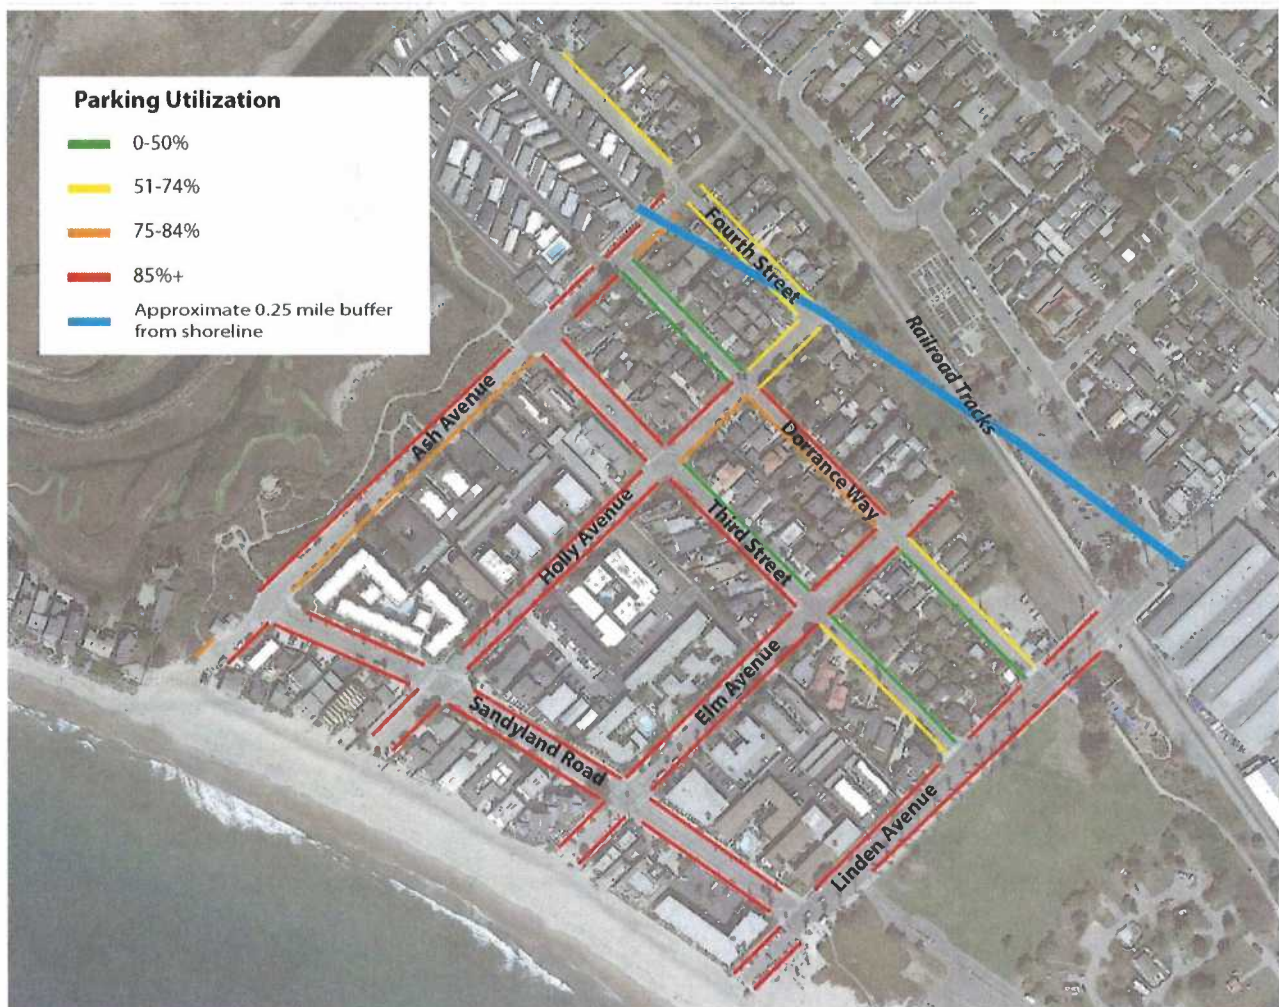 Parking Utilization
0-50%
51-74%
75-84%
85%+
Approximate 0.25 mile buffer
from shoreline
Fourth Street
Railroad Tracks
Ash Avenue
Dorrance Way
Holly Avenue
Third Street
Elm Avenue
Sandyland Road
Linden Avenue